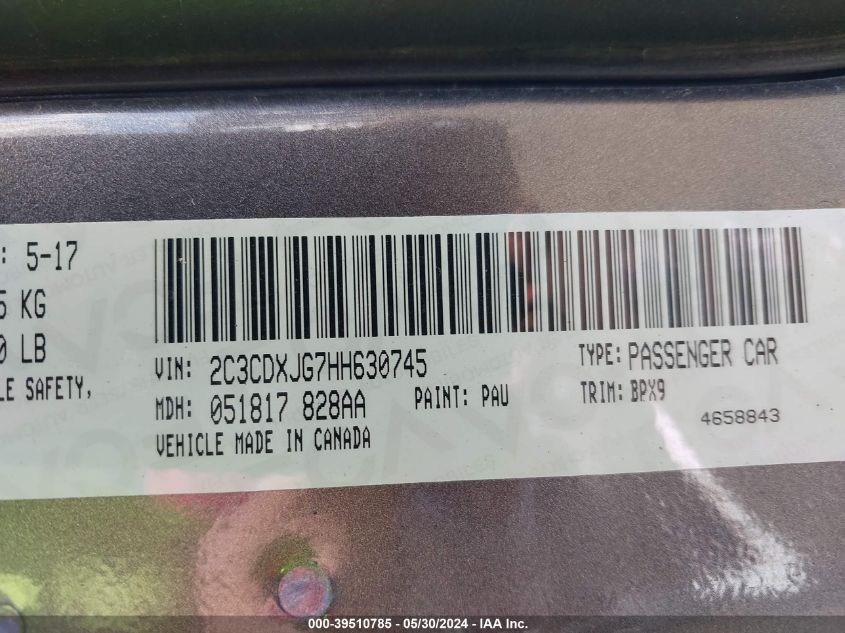 : 5-17
5 KG
0 LB
LE SAFETY,
VIN: 2C3CDXJG7HH630745 TYPE: PASSENGER CAR
MDH: 051817 828AA PAINT: PAU TRIM: BPX9
VEHICLE MADE IN CANADA 4658843
000-39510785 - 05/30/2024 - IAA Inc.